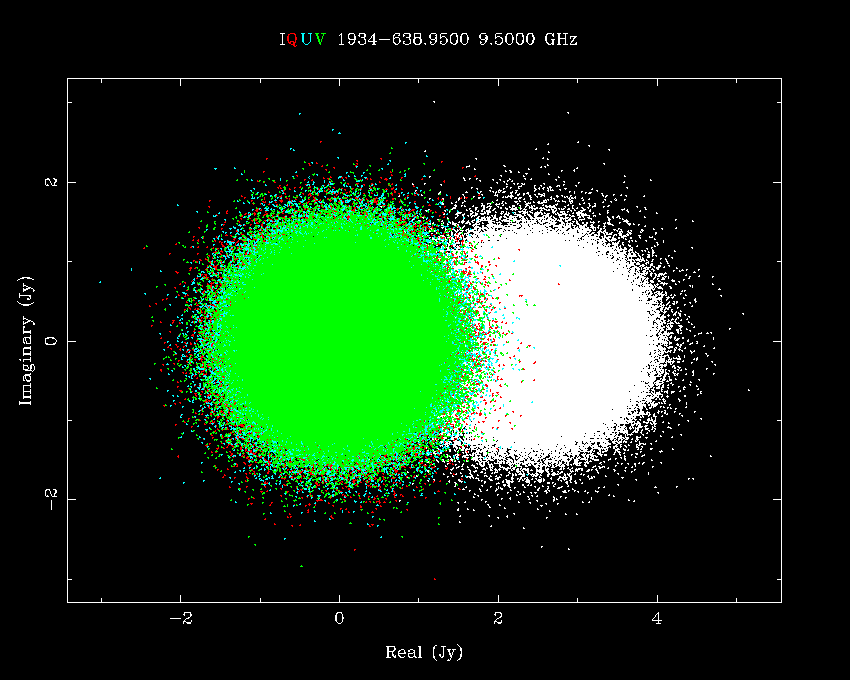 IQUV 1934−638.9500 9.5000 GHz
Imaginary (Jy)
2
0
−2
−2 0 2 4
Real (Jy)